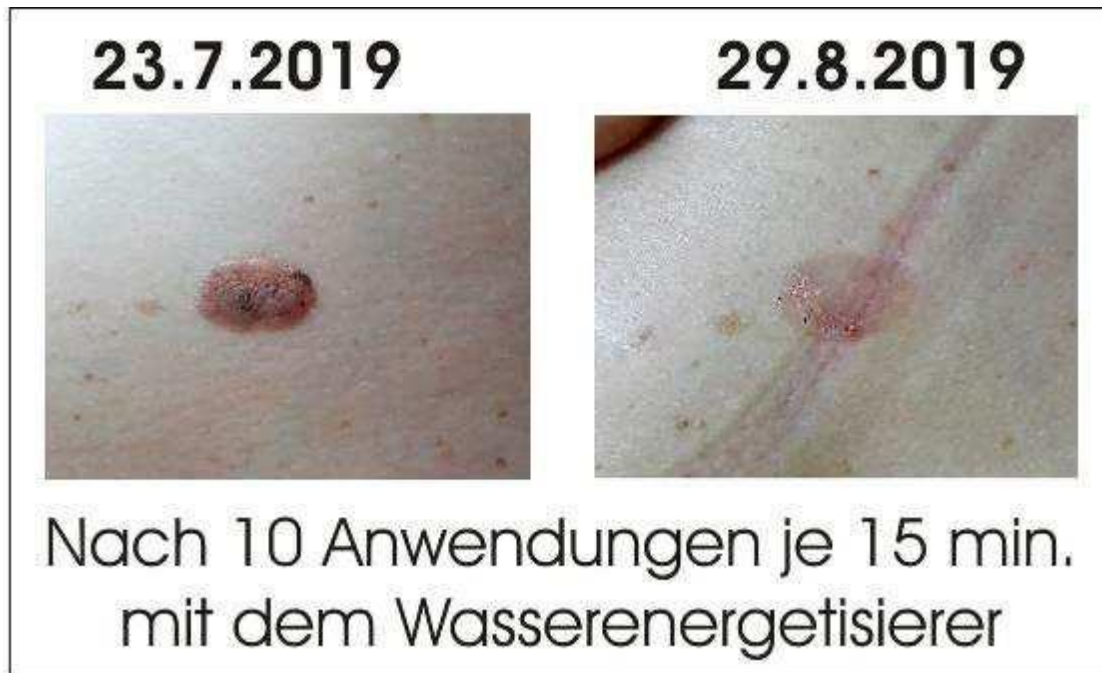 23.7.2019
29.8.2019
Nach 10 Anwendungen je 15 min.
mit dem Wasserenergetisierer